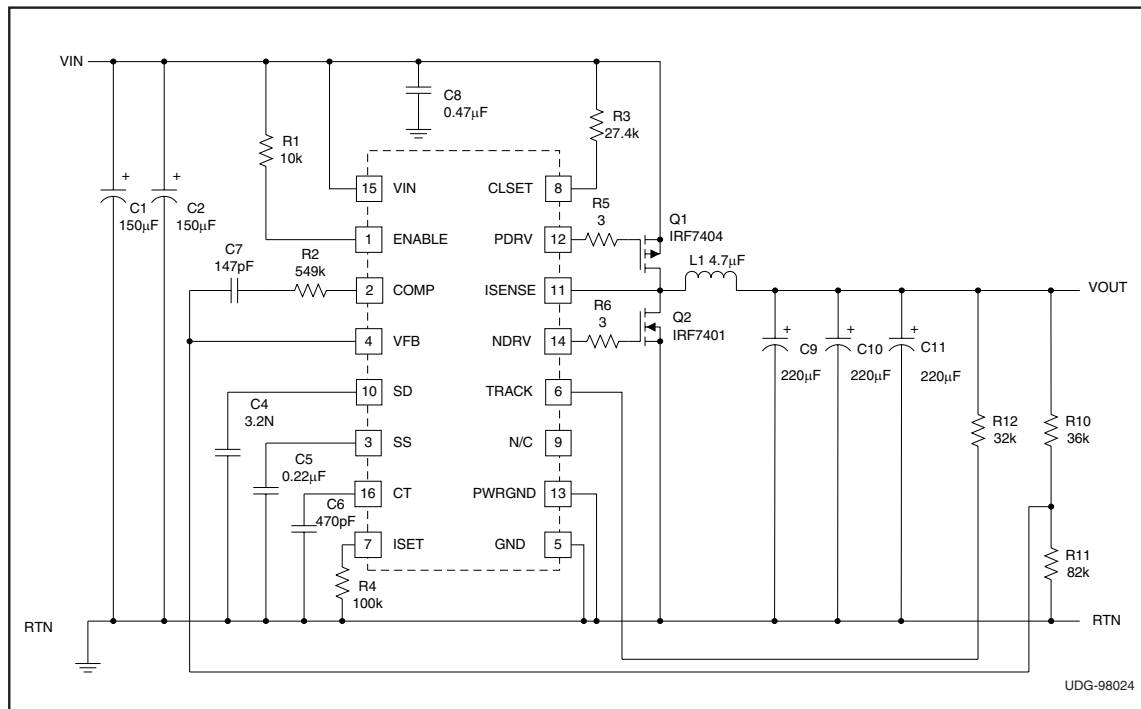 VIN
C8
0.47µF
R3
27.4k
R1
10k
C1
150µF
C2
150µF
15 VIN
CLSET 8
R5
3
Q1
IRF7404
1 ENABLE
PDRV 12
C7
147pF
R2
549k
L1 4.7µF
2 COMP
ISENSE 11
VOUT
R6
3
Q2
IRF7401
4 VFB
NDRV 14
C9
220µF
C10
220µF
C11
220µF
10 SD
TRACK 6
C4
3.2N
R12
32k
R10
36k
3 SS
N/C 9
C5
0.22µF
16 CT
PWRGND 13
C6
470pF
7 ISET
GND 5
R11
82k
R4
100k
RTN
RTN
UDG-98024